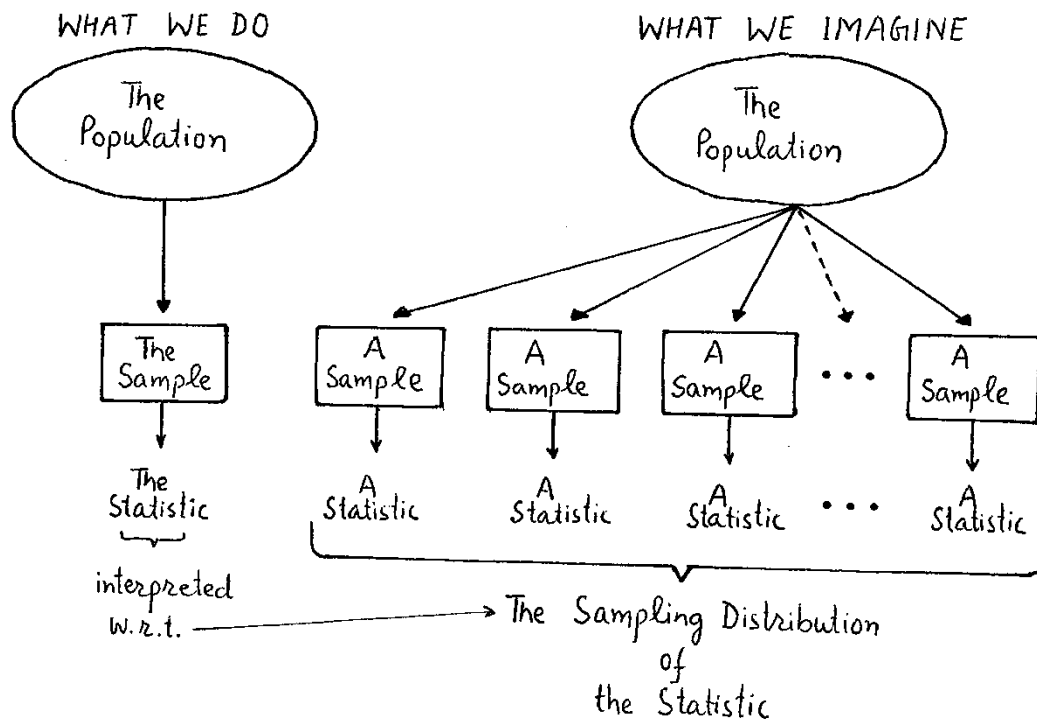 WHAT WE DO
The
Population
The
Sample
The
Statistic
interpreted
w.r.t.
WHAT WE IMAGINE
The
Population
A
Sample
A
Sample
A
Sample
...
A
Sample
A
Statistic
A
Statistic
A
Statistic
...
A
Statistic
The Sampling Distribution
of
the Statistic